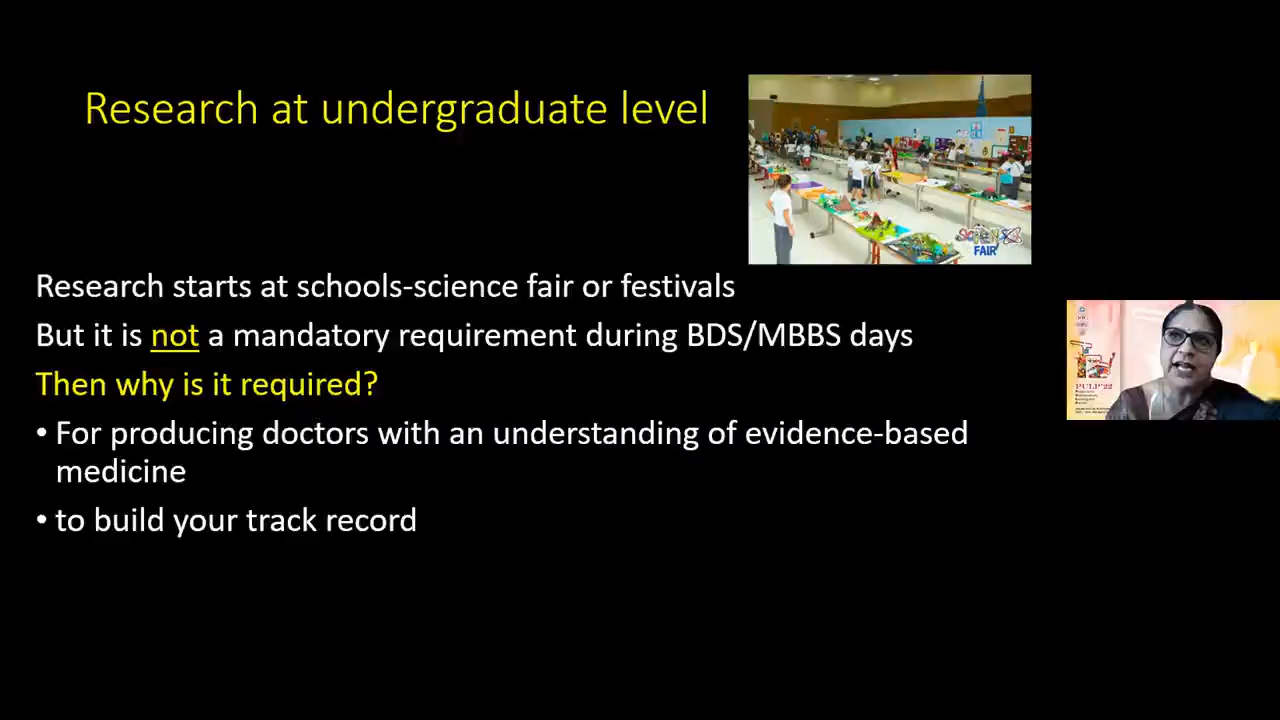 Research at undergraduate level
FAIR
Research starts at schools-science fair or festivals
But it is not a mandatory requirement during BDS/MBBS days
Then why is it required?
• For producing doctors with an understanding of evidence-based
medicine
• to build your track record
PULP'22